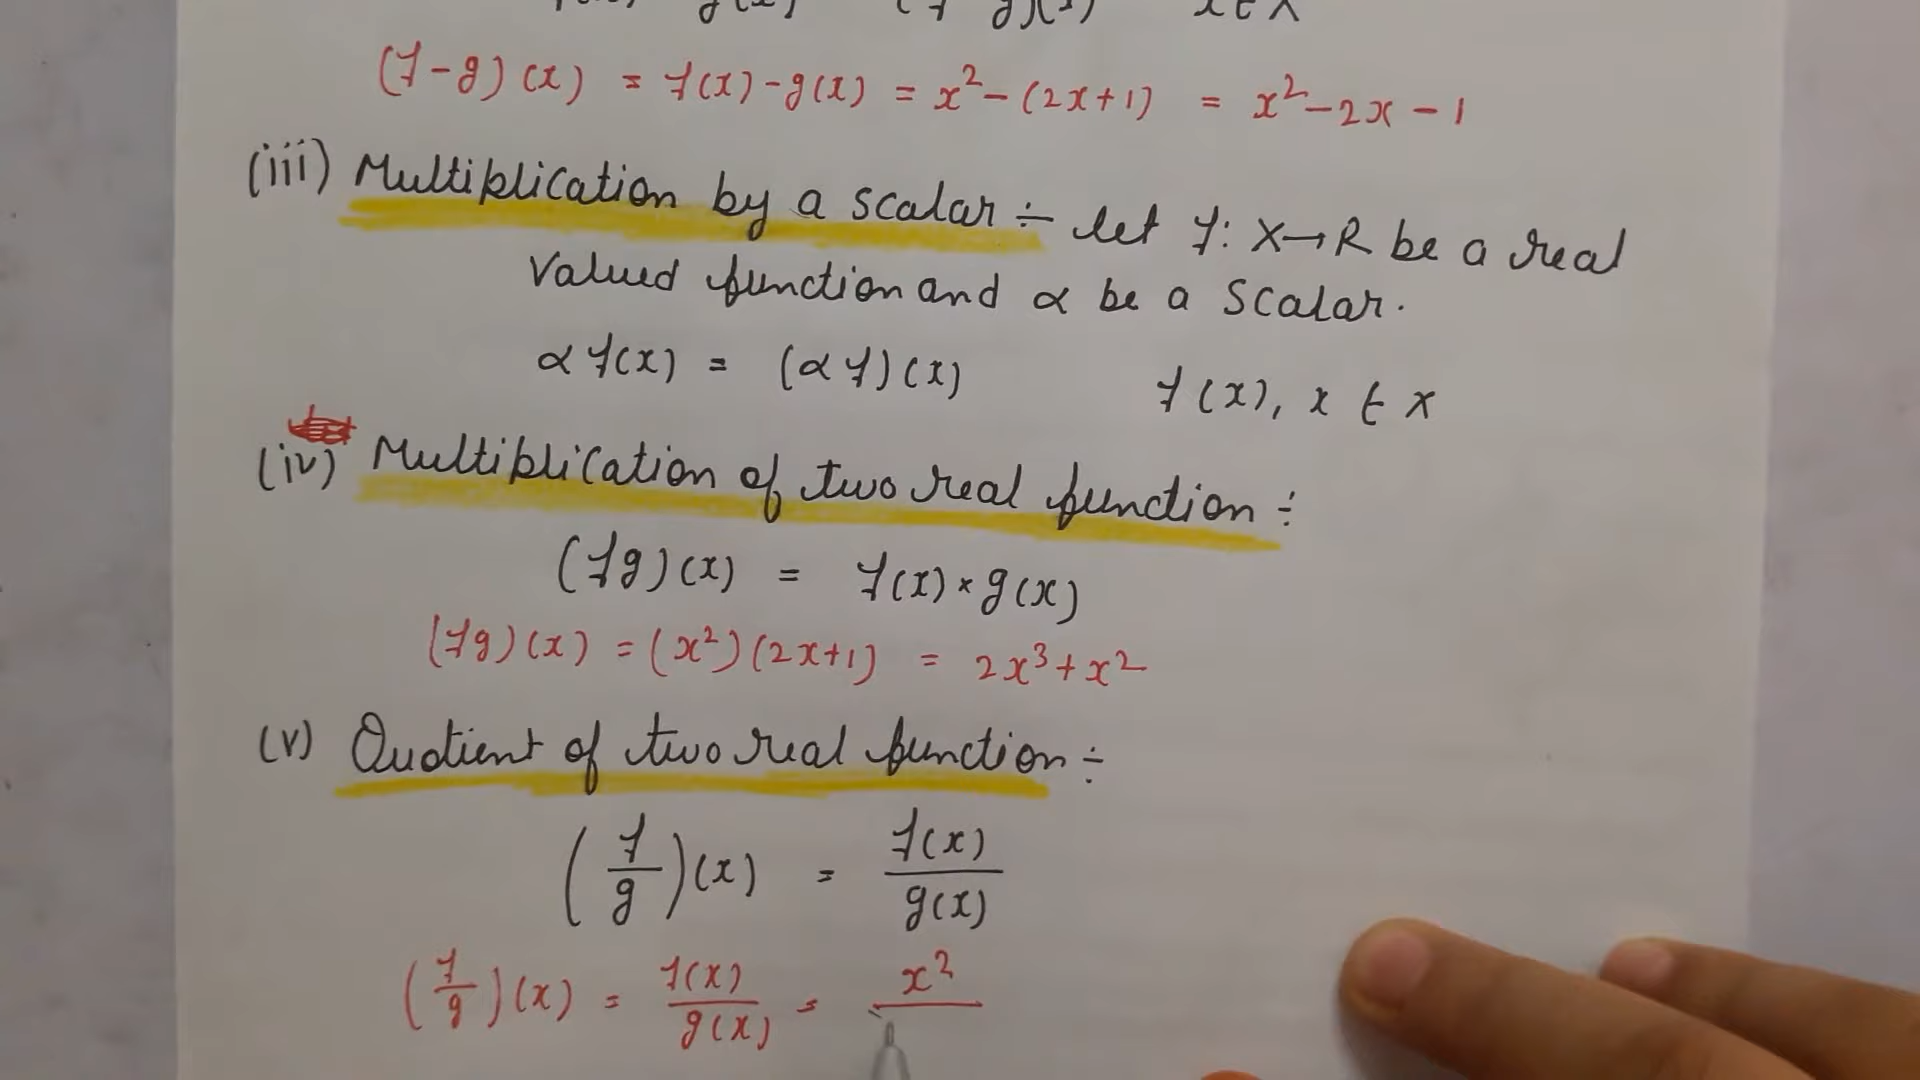 (f-g)(x) = f(x)-g(x) = x²-(2x+1) = x²-2x-1
(iii) Multiplication by a scalar ÷ let f: X→R be a real
valued function and α be a scalar.
αf(x) = (αf)(x) f(x), x ∈ X
(iv) Multiplication of two real function ÷
(fg)(x) = f(x)×g(x)
(fg)(x) = (x²)(2x+1) = 2x³+x²
(v) Quotient of two real function ÷
(f/g)(x) = f(x)/g(x)
(f/g)(x) = f(x)/g(x) = x²/